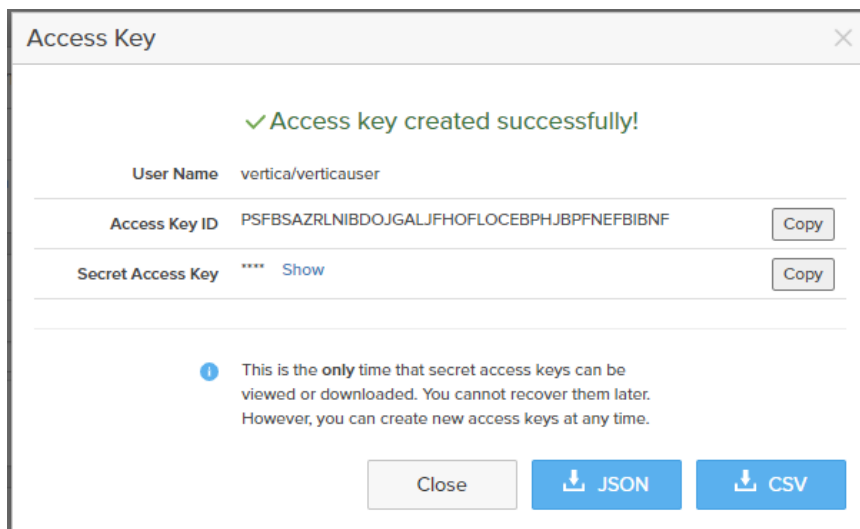 Access Key
Access key created successfully!
User Name vertica/verticauser
Access Key ID PSFBSAZRLNIBDOJGALJFHOFLOCEBPHJBPFNEFBIBNF Copy
Secret Access Key **** Show Copy
This is the only time that secret access keys can be
viewed or downloaded. You cannot recover them later.
However, you can create new access keys at any time.
Close JSON CSV